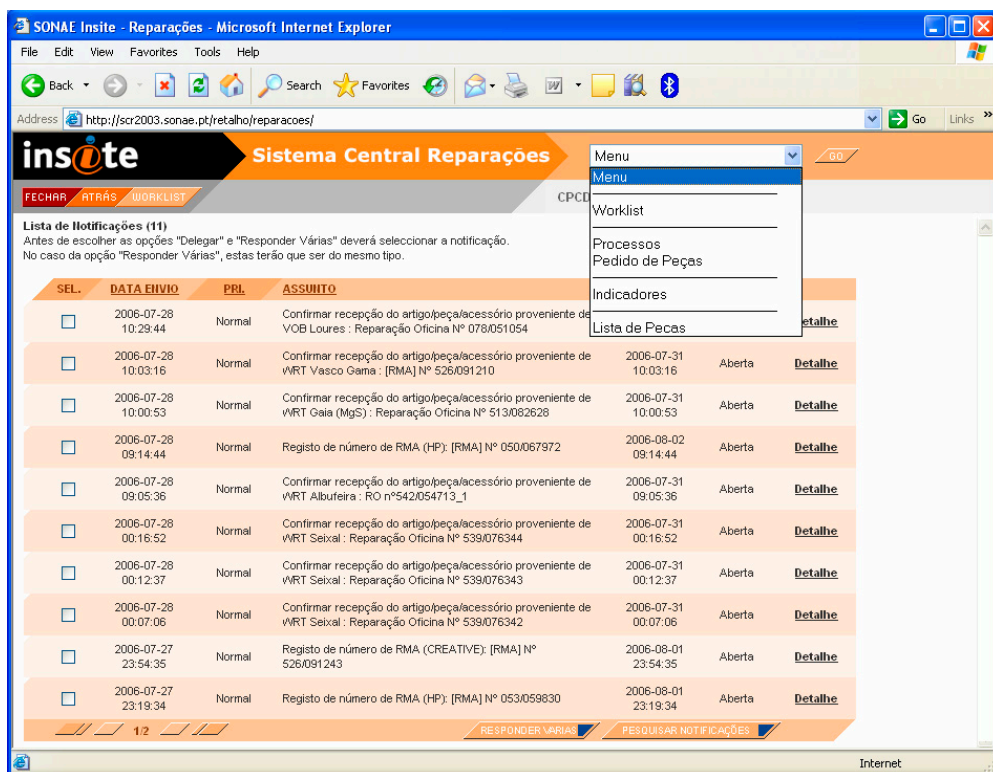 SONAE Insite - Reparações - Microsoft Internet Explorer
File Edit View Favorites Tools Help
Back Search Favorites
Address http://scr2003.sonae.pt/retalho/reparacoes/ Go Links »
insite Sistema Central Reparações Menu GO
Menu
FECHAR ATRÁS WORKLIST CPCD
Worklist
Processos
Pedido de Peças
Indicadores
Lista de Pecas
Lista de Notificações (11)
Antes de escolher as opções "Delegar" e "Responder Várias" deverá seleccionar a notificação.
No caso da opção "Responder Várias", estas terão que ser do mesmo tipo.
SEL. DATA ENVIO PRI. ASSUNTO
2006-07-28
10:29:44
Normal
Confirmar recepção do artigo/peça/acessório proveniente de
VOB Loures : Reparação Oficina Nº 078/051054
etalhe
2006-07-28
10:03:16
Normal
Confirmar recepção do artigo/peça/acessório proveniente de
WRT Vasco Gama : [RMA] Nº 526/091210
2006-07-31
10:03:16
Aberta
Detalhe
2006-07-28
10:00:53
Normal
Confirmar recepção do artigo/peça/acessório proveniente de
WRT Gaia (MgS) : Reparação Oficina Nº 513/082628
2006-07-31
10:00:53
Aberta
Detalhe
2006-07-28
09:14:44
Normal
Registo de número de RMA (HP): [RMA] Nº 050/067972
2006-08-02
09:14:44
Aberta
Detalhe
2006-07-28
09:05:36
Normal
Confirmar recepção do artigo/peça/acessório proveniente de
WRT Albufeira : RO nº542/054713_1
2006-07-31
09:05:36
Aberta
Detalhe
2006-07-28
00:16:52
Normal
Confirmar recepção do artigo/peça/acessório proveniente de
WRT Seixal : Reparação Oficina Nº 539/076344
2006-07-31
00:16:52
Aberta
Detalhe
2006-07-28
00:12:37
Normal
Confirmar recepção do artigo/peça/acessório proveniente de
WRT Seixal : Reparação Oficina Nº 539/076343
2006-07-31
00:12:37
Aberta
Detalhe
2006-07-28
00:07:06
Normal
Confirmar recepção do artigo/peça/acessório proveniente de
WRT Seixal : Reparação Oficina Nº 539/076342
2006-07-31
00:07:06
Aberta
Detalhe
2006-07-27
23:54:35
Normal
Registo de número de RMA (CREATIVE): [RMA] Nº
526/091243
2006-08-01
23:54:35
Aberta
Detalhe
2006-07-27
23:19:34
Normal
Registo de número de RMA (HP): [RMA] Nº 053/059830
2006-08-01
23:19:34
Aberta
Detalhe
1/2 RESPONDER VARIAS PESQUISAR NOTIFICAÇÕES
Internet